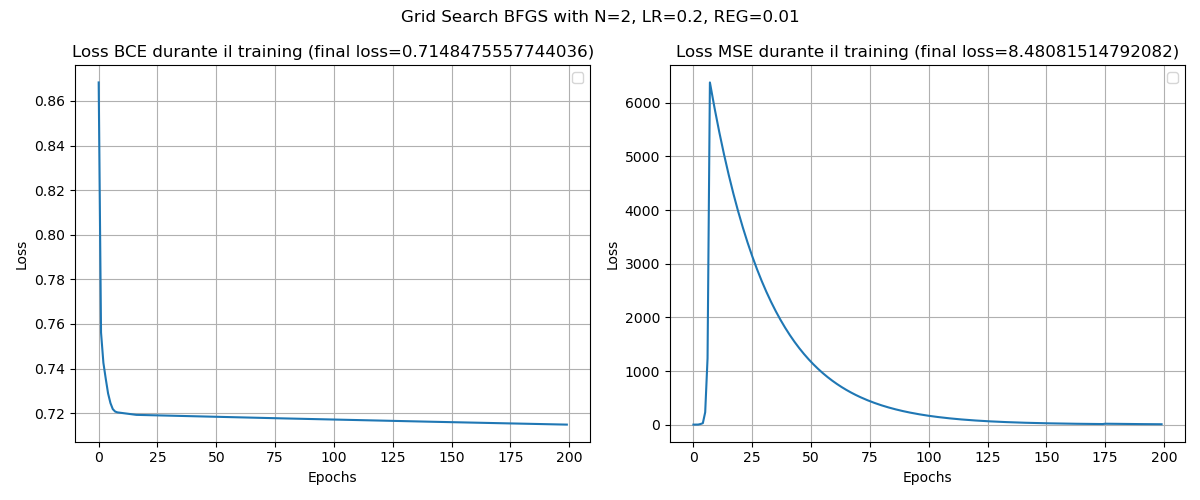 Grid Search BFGS with N=2, LR=0.2, REG=0.01
Loss BCE durante il training (final loss=0.7148475557744036)
0.86
0.84
0.82
0.80
0.78
0.76
0.74
0.72
Loss
0 25 50 75 100 125 150 175 200
Epochs
Loss MSE durante il training (final loss=8.48081514792082)
6000
5000
4000
3000
2000
1000
0
Loss
0 25 50 75 100 125 150 175 200
Epochs